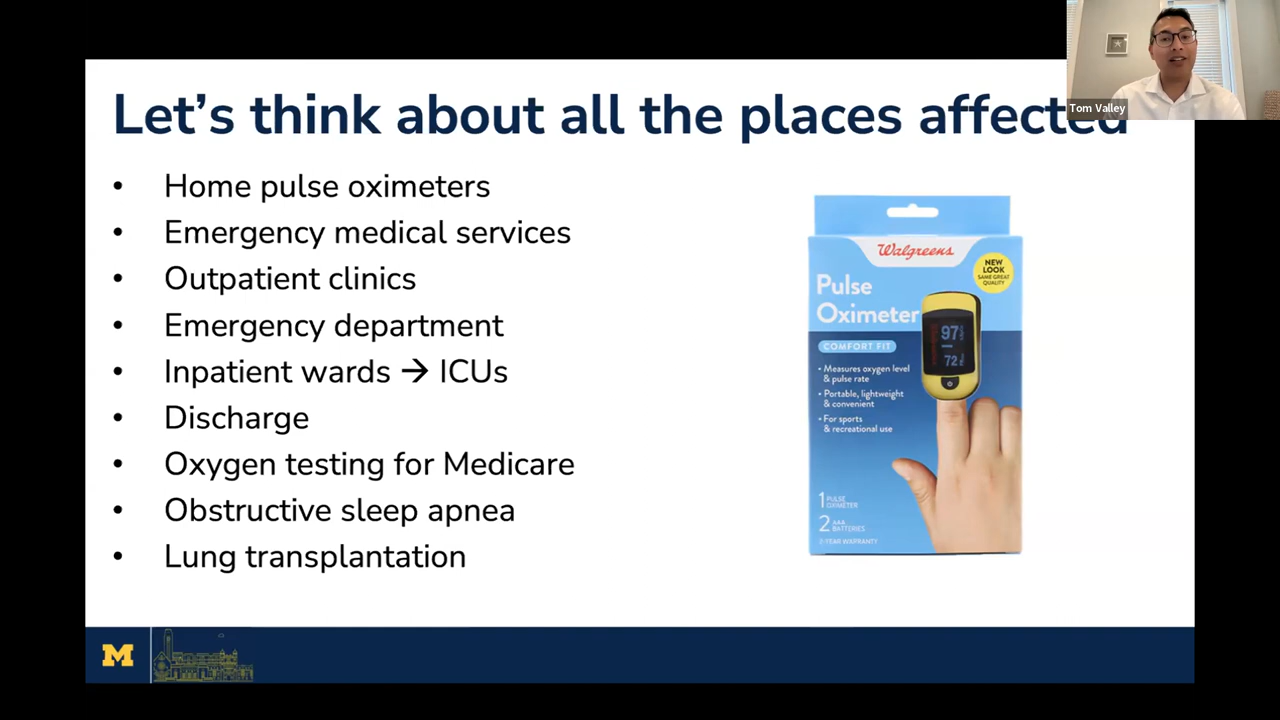 Let's think about all the places affected
Tom Valley
• Home pulse oximeters
• Emergency medical services
• Outpatient clinics
• Emergency department
• Inpatient wards → ICUs
• Discharge
• Oxygen testing for Medicare
• Obstructive sleep apnea
• Lung transplantation
Walgreens
NEW
LOOK
SAME GREAT
QUALITY
Pulse
Oximeter
COMFORT FIT
97
72
• Measures oxygen level
& pulse rate
• Portable, lightweight
& convenient
• For sports
& recreational use
1 PULSE
OXIMETER
2 AAA
BATTERIES
2-YEAR WARRANTY
M